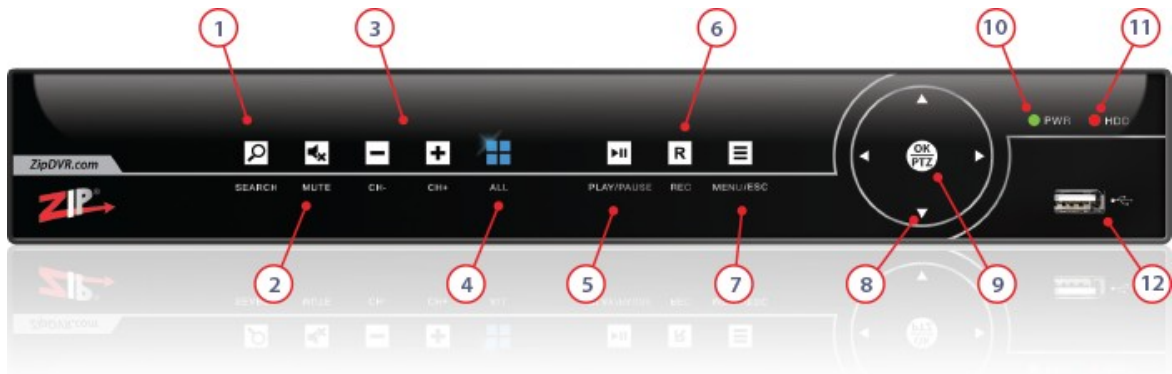 1 3 6 10 11
PWR HDD
OK
PTZ
ZipDVR.com
R
SEARCH MUTE CH- CH+ ALL PLAY/PAUSE REC MENU/ESC
ZIP®
2 4 5 7 8 9 12